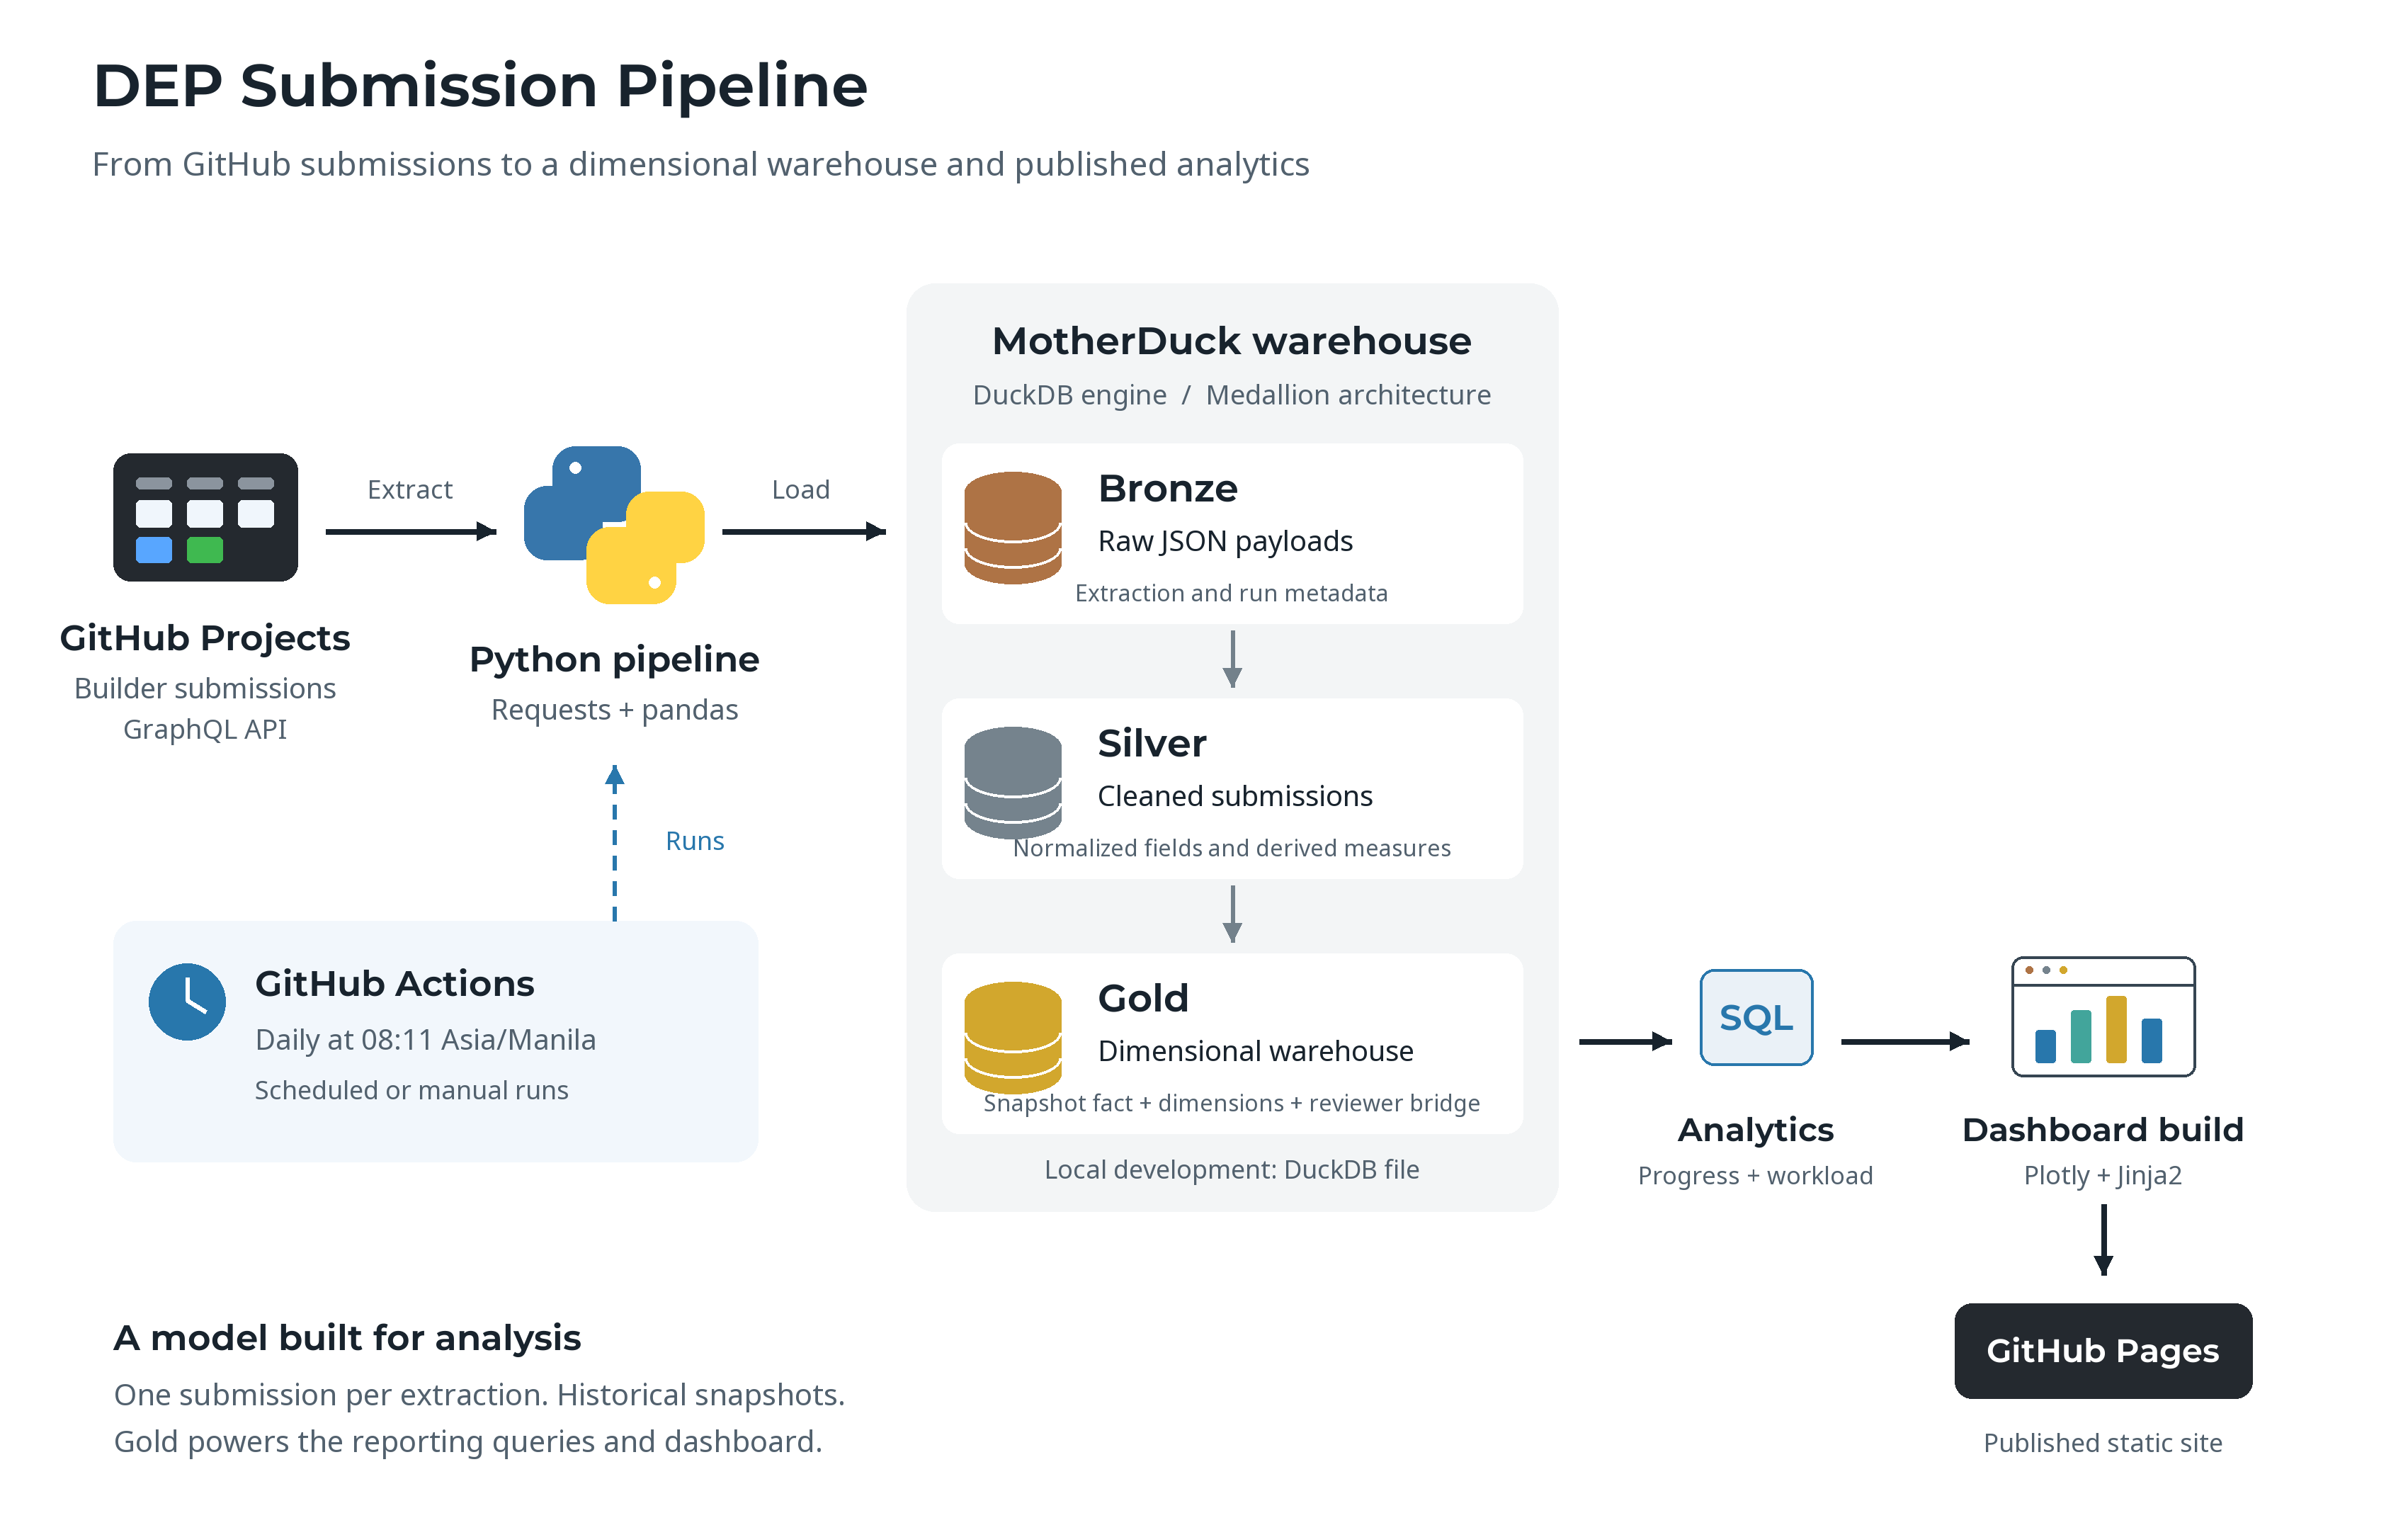 DEP Submission Pipeline
From GitHub submissions to a dimensional warehouse and published analytics
Extract
GitHub Projects
Builder submissions
GraphQL API
Load
Python pipeline
Requests + pandas
Runs
GitHub Actions
Daily at 08:11 Asia/Manila
Scheduled or manual runs
MotherDuck warehouse
DuckDB engine / Medallion architecture
Bronze
Raw JSON payloads
Extraction and run metadata
Silver
Cleaned submissions
Normalized fields and derived measures
Gold
Dimensional warehouse
Snapshot fact + dimensions + reviewer bridge
Local development: DuckDB file
SQL
Analytics
Progress + workload
Dashboard build
Plotly + Jinja2
GitHub Pages
Published static site
A model built for analysis
One submission per extraction. Historical snapshots.
Gold powers the reporting queries and dashboard.